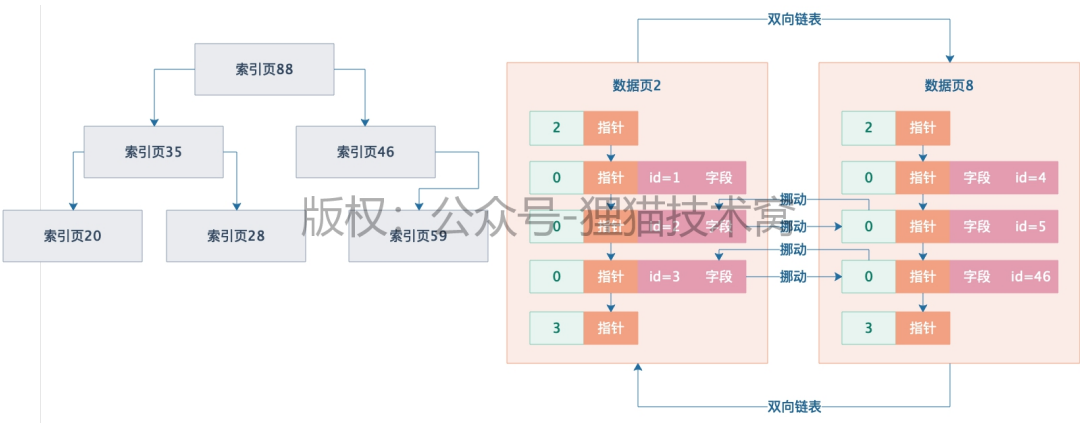 双向链表
索引页88
索引页35
索引页46
索引页20
索引页28
索引页59
数据页2
2 指针
0 指针 id=1 字段
0 指针 id=2 字段
0 指针 id=3 字段
3 指针
挪动
挪动
挪动
挪动
数据页8
2 指针
0 指针 字段 id=4
0 指针 字段 id=5
0 指针 字段 id=46
3 指针
双向链表
版权：公众号-狸猫技术窝